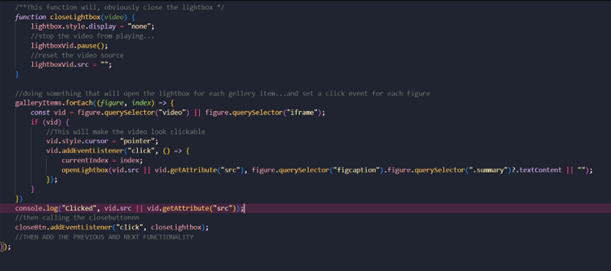 /**This function will, obviously close the lightbox */
function closeLightbox(video) {
lightbox.style.display = "none";
//stop the video from playing...
lightboxVid.pause();
//reset the video source
lightboxVid.src = "";
}
//doing something that will open the lightbox for each gellery item...and set a click event for each figure
galleryItems.forEach((figure, index) => {
const vid = figure.querySelector("video") || figure.querySelector("iframe");
if (vid) {
//This will make the video look clickable
vid.style.cursor = "pointer";
vid.addEventListener("click", () => {
currentIndex = index;
openLightbox(vid.src || vid.getAttribute("src"), figure.querySelector("figcaption").figure.querySelector(".summary")?.textContent || "");
});
}
})
console.log("Clicked", vid.src || vid.getAttribute("src"));
//then calling the closebuttonnn
closeBtn.addEventListener("click", closeLightbox);
//THEN ADD THE PREVIOUS AND NEXT FUNCTIONALITY
});